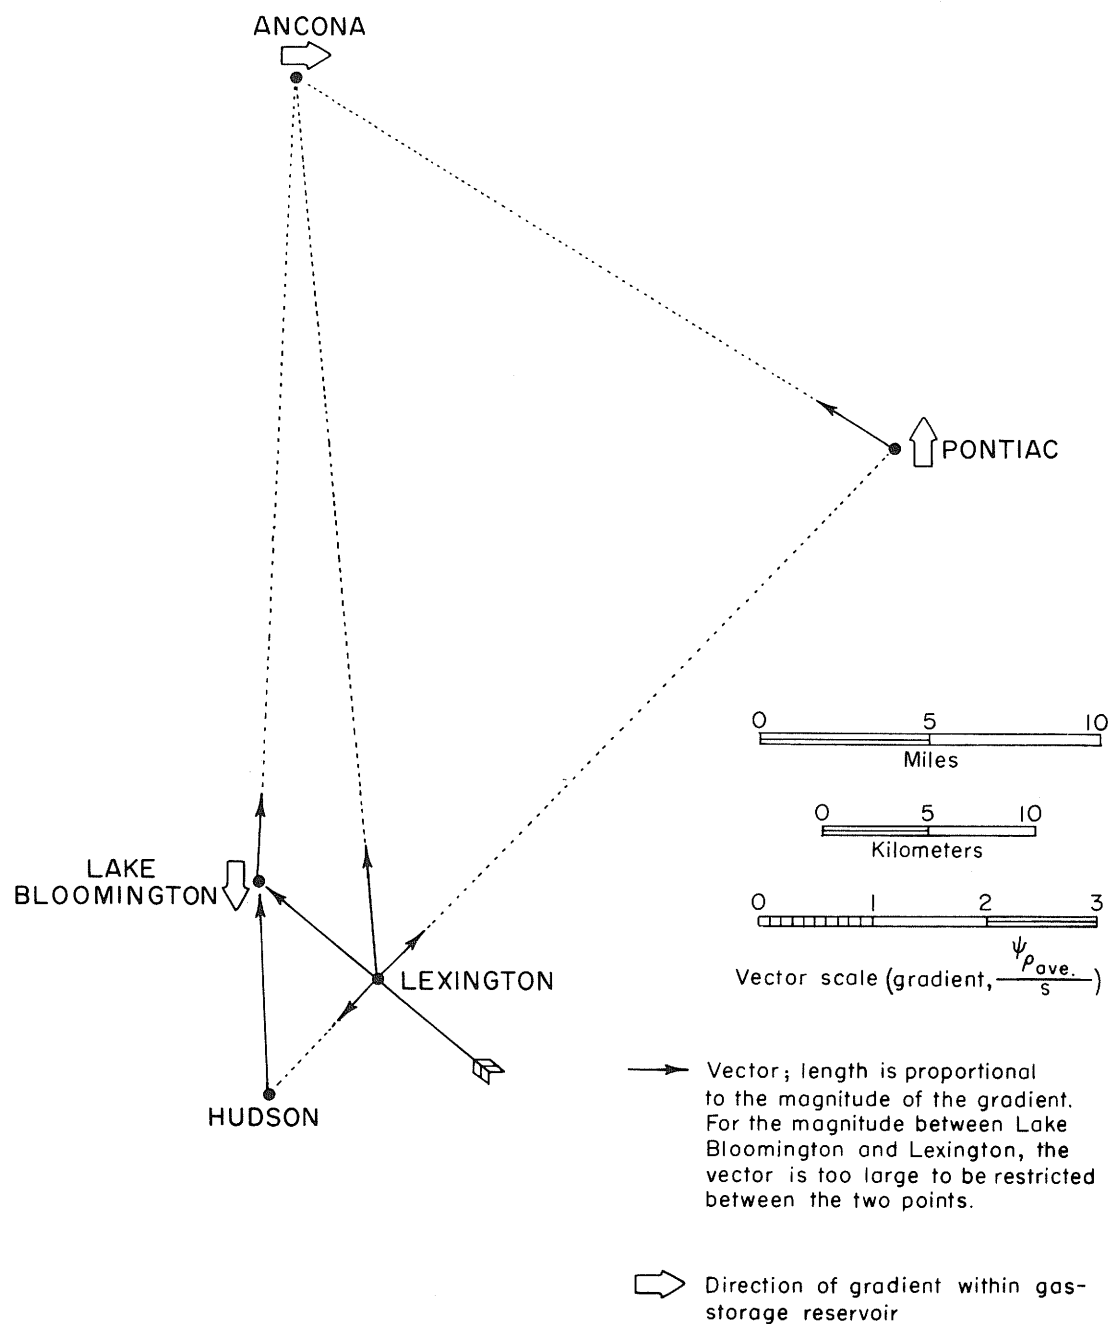 ANCONA
PONTIAC
0 5 10
Miles
0 5 10
Kilometers
LAKE
BLOOMINGTON
0 1 2 3
Vector scale (gradient, ψρave. / s)
LEXINGTON
HUDSON
Vector; length is proportional
to the magnitude of the gradient.
For the magnitude between Lake
Bloomington and Lexington, the
vector is too large to be restricted
between the two points.
Direction of gradient within gas-
storage reservoir